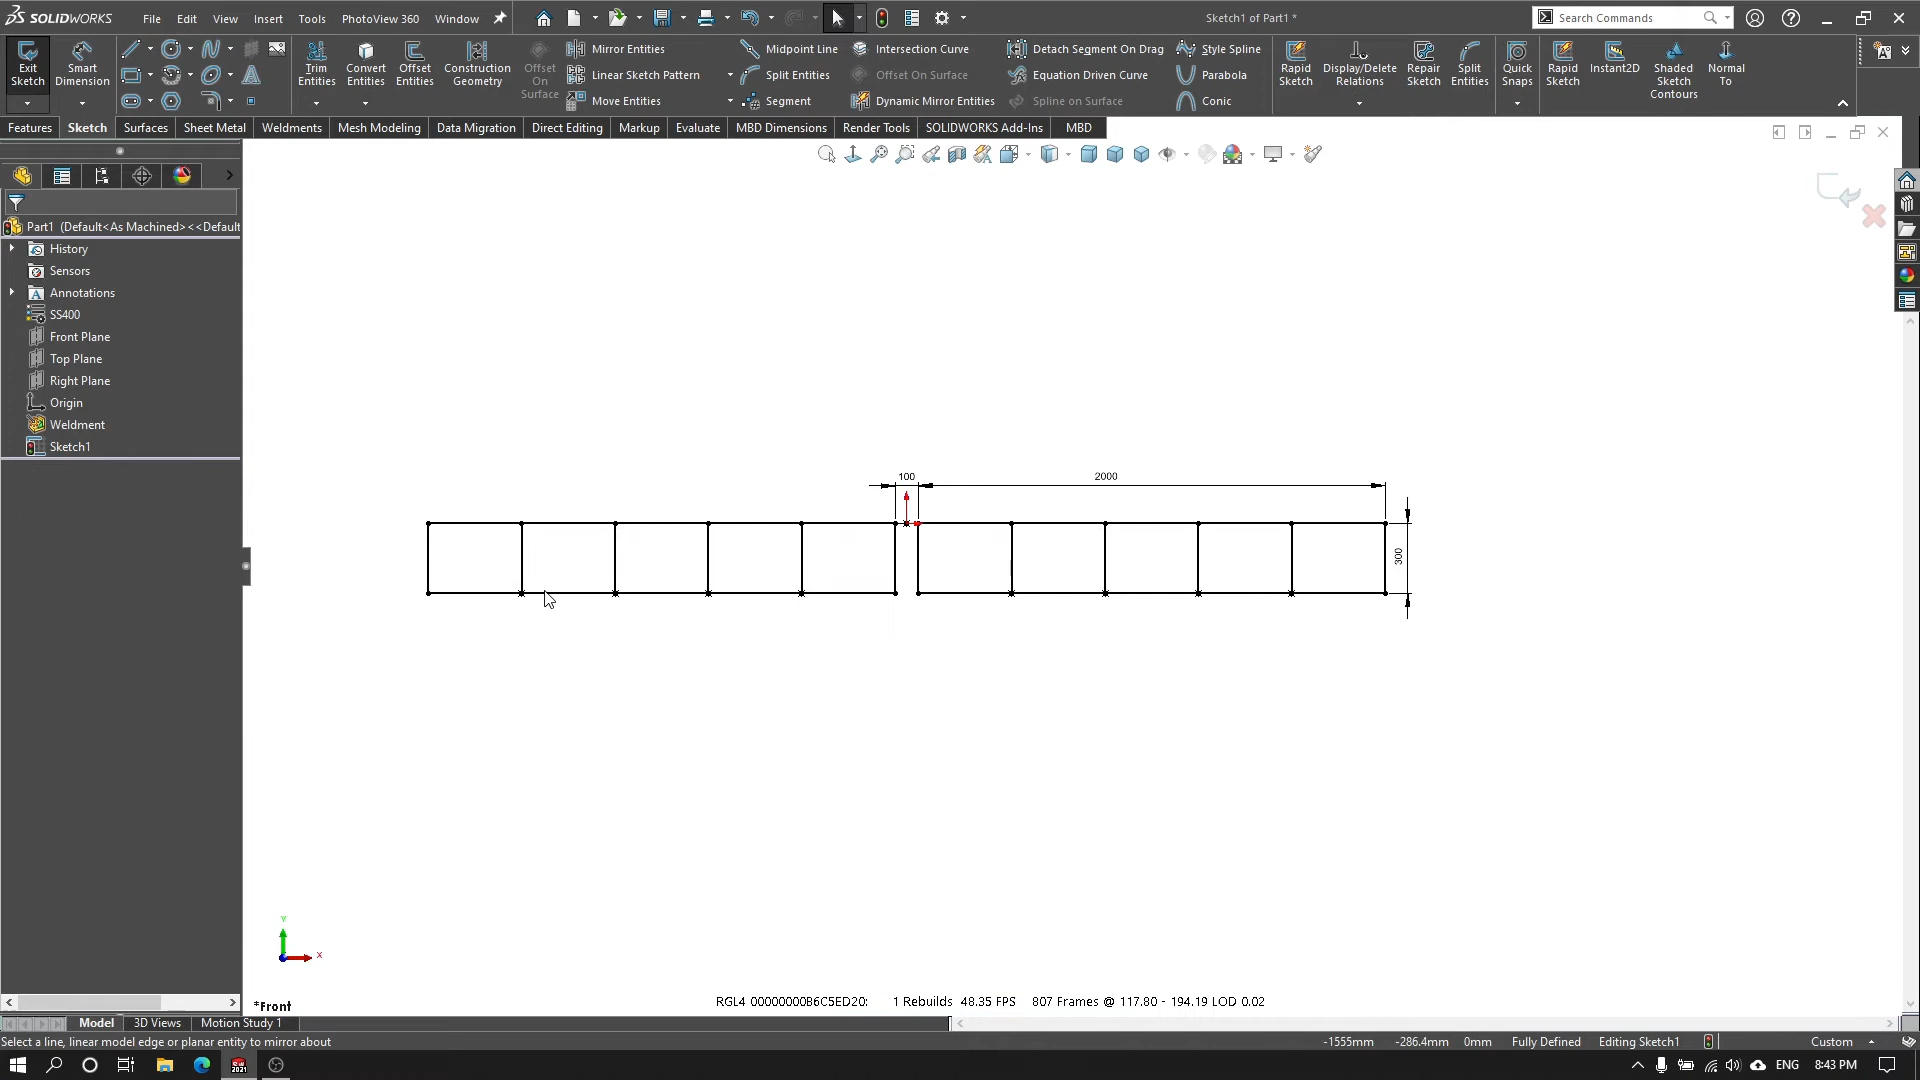 SOLIDWORKS File Edit View Insert Tools PhotoView 360 Window Sketch1 of Part1 * Search Commands
Exit Sketch Smart Dimension Trim Entities Convert Entities Offset Entities Construction Geometry Offset On Surface Mirror Entities Midpoint Line Intersection Curve Detach Segment On Drag Style Spline Rapid Sketch Display/Delete Relations Repair Sketch Split Entities Quick Snaps Rapid Sketch Instant2D Shaded Sketch Contours Normal To
Linear Sketch Pattern Split Entities Offset On Surface Equation Driven Curve Parabola
Move Entities Segment Dynamic Mirror Entities Spline on Surface Conic
Features Sketch Surfaces Sheet Metal Weldments Mesh Modeling Data Migration Direct Editing Markup Evaluate MBD Dimensions Render Tools SOLIDWORKS Add-Ins MBD
Part1 (Default<As Machined><<Default
History
Sensors
Annotations
SS400
Front Plane
Top Plane
Right Plane
Origin
Weldment
Sketch1
100 2000
300
Y
X
*Front
RGL4 00000000B6C5ED20: 1 Rebuilds 48.35 FPS 807 Frames @ 117.80 - 194.19 LOD 0.02
Model 3D Views Motion Study 1
Select a line, linear model edge or planar entity to mirror about -1555mm -286.4mm 0mm Fully Defined Editing Sketch1 Custom
2021 ENG 8:43 PM